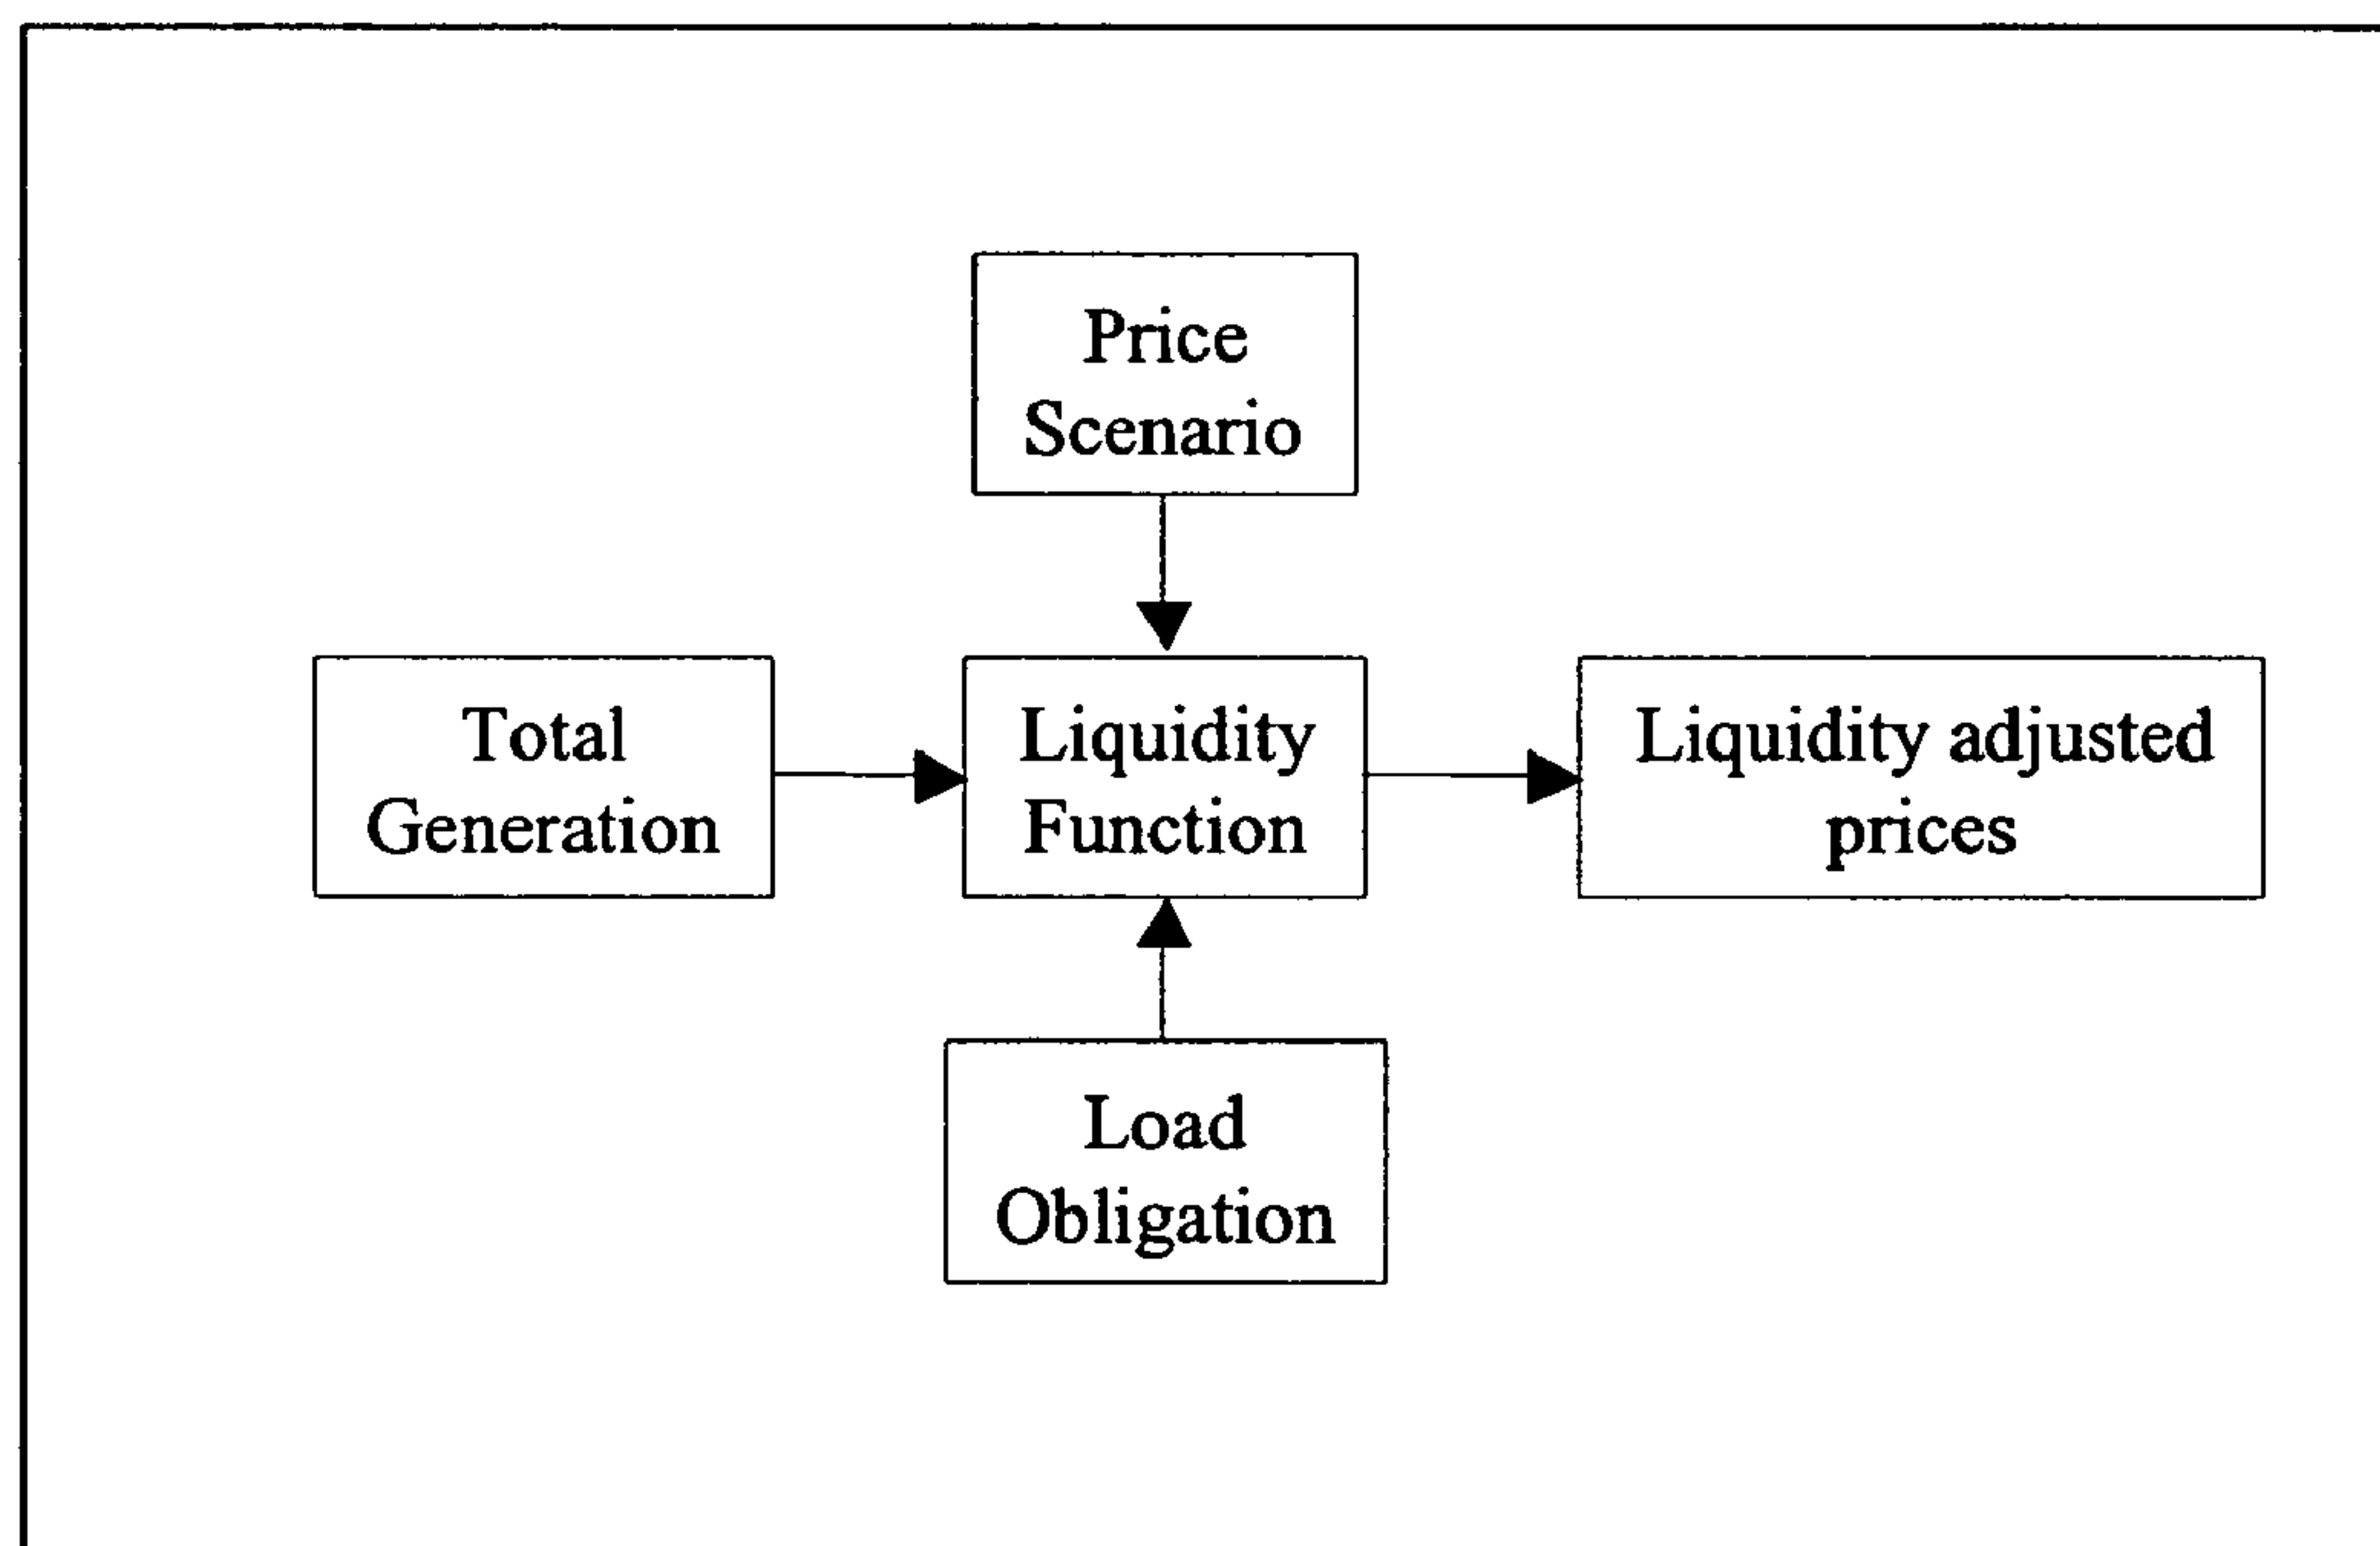 Price
Scenario
Total
Generation
Liquidity
Function
Liquidity adjusted
prices
Load
Obligation